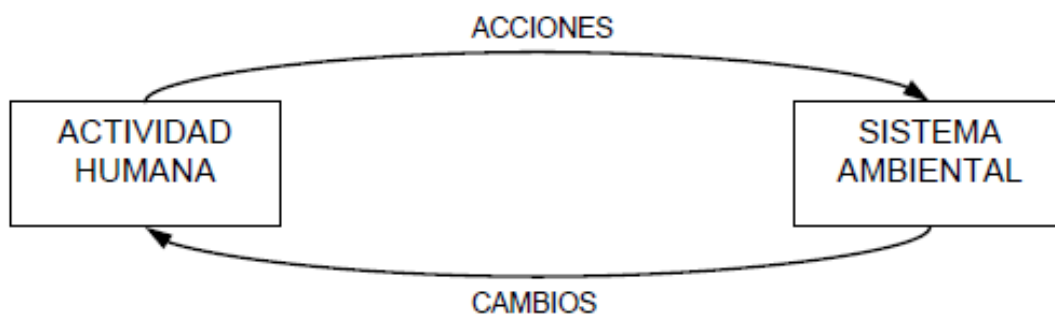 ACCIONES
ACTIVIDAD
HUMANA
SISTEMA
AMBIENTAL
CAMBIOS